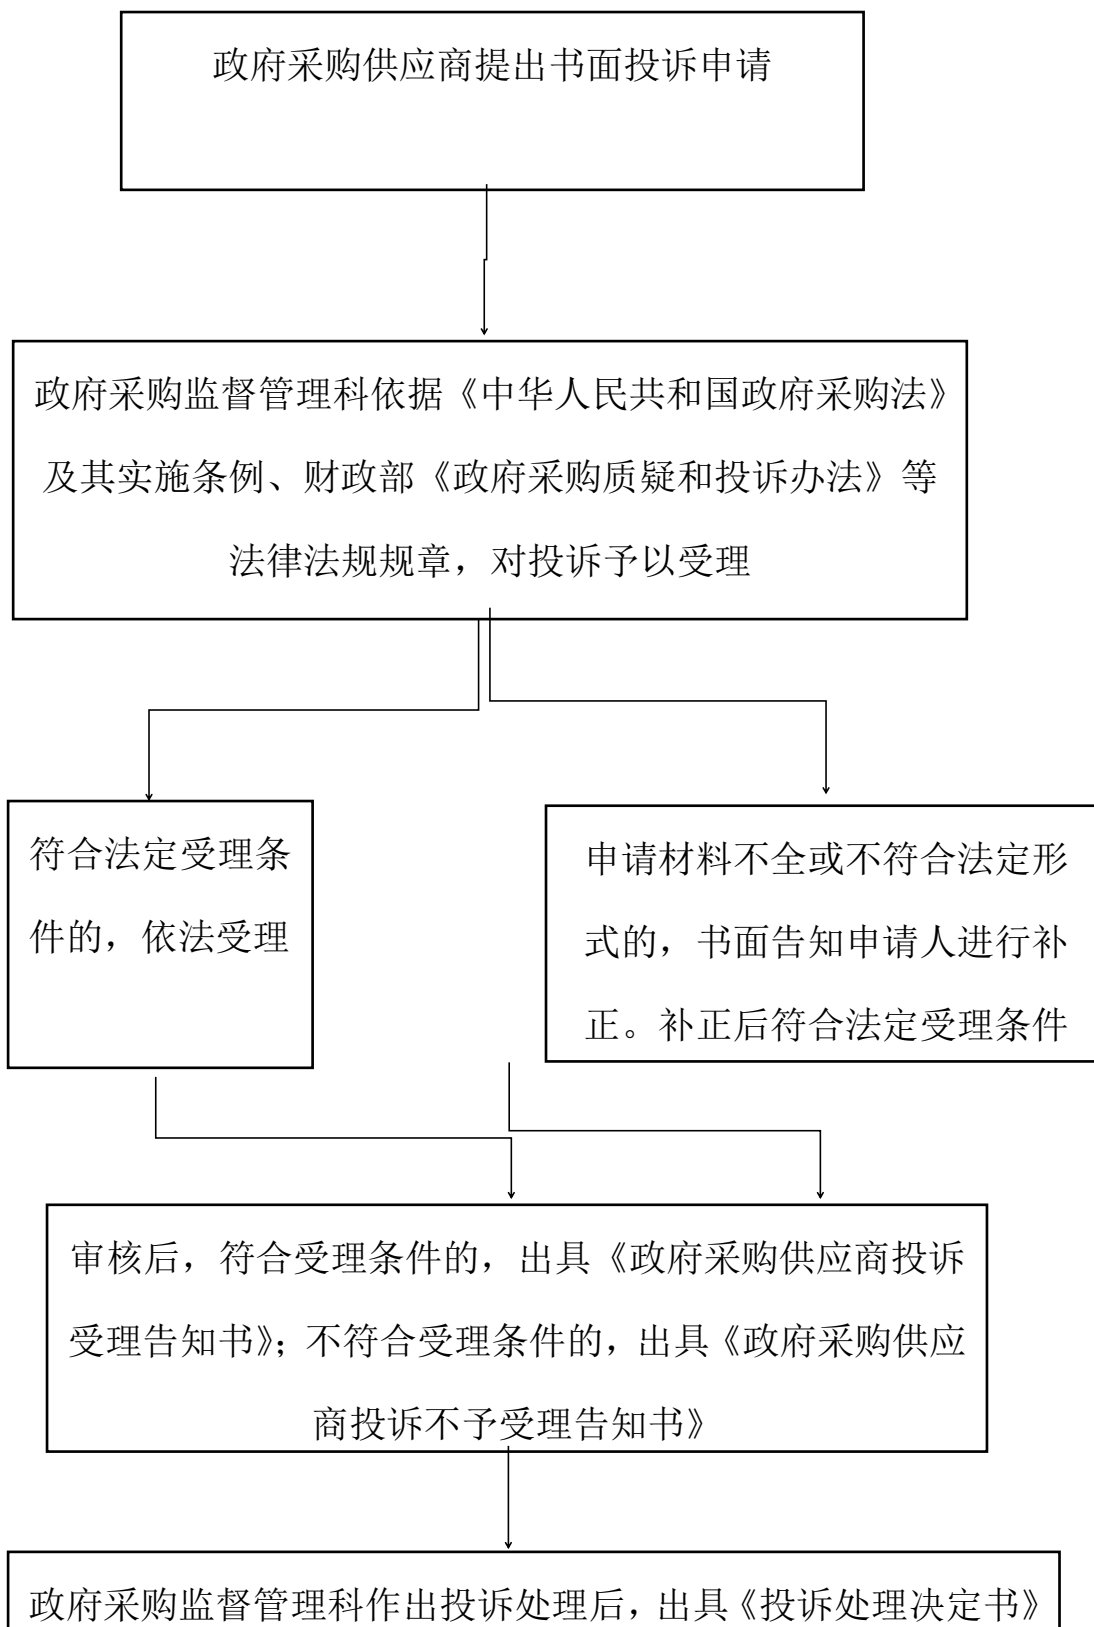 政府采购供应商提出书面投诉申请
政府采购监督管理科依据《中华人民共和国政府采购法》
及其实施条例、财政部《政府采购质疑和投诉办法》等
法律法规规章，对投诉予以受理
符合法定受理条
件的，依法受理
申请材料不全或不符合法定形
式的，书面告知申请人进行补
正。补正后符合法定受理条件
审核后，符合受理条件的，出具《政府采购供应商投诉
受理告知书》；不符合受理条件的，出具《政府采购供应
商投诉不予受理告知书》
政府采购监督管理科作出投诉处理后，出具《投诉处理决定书》